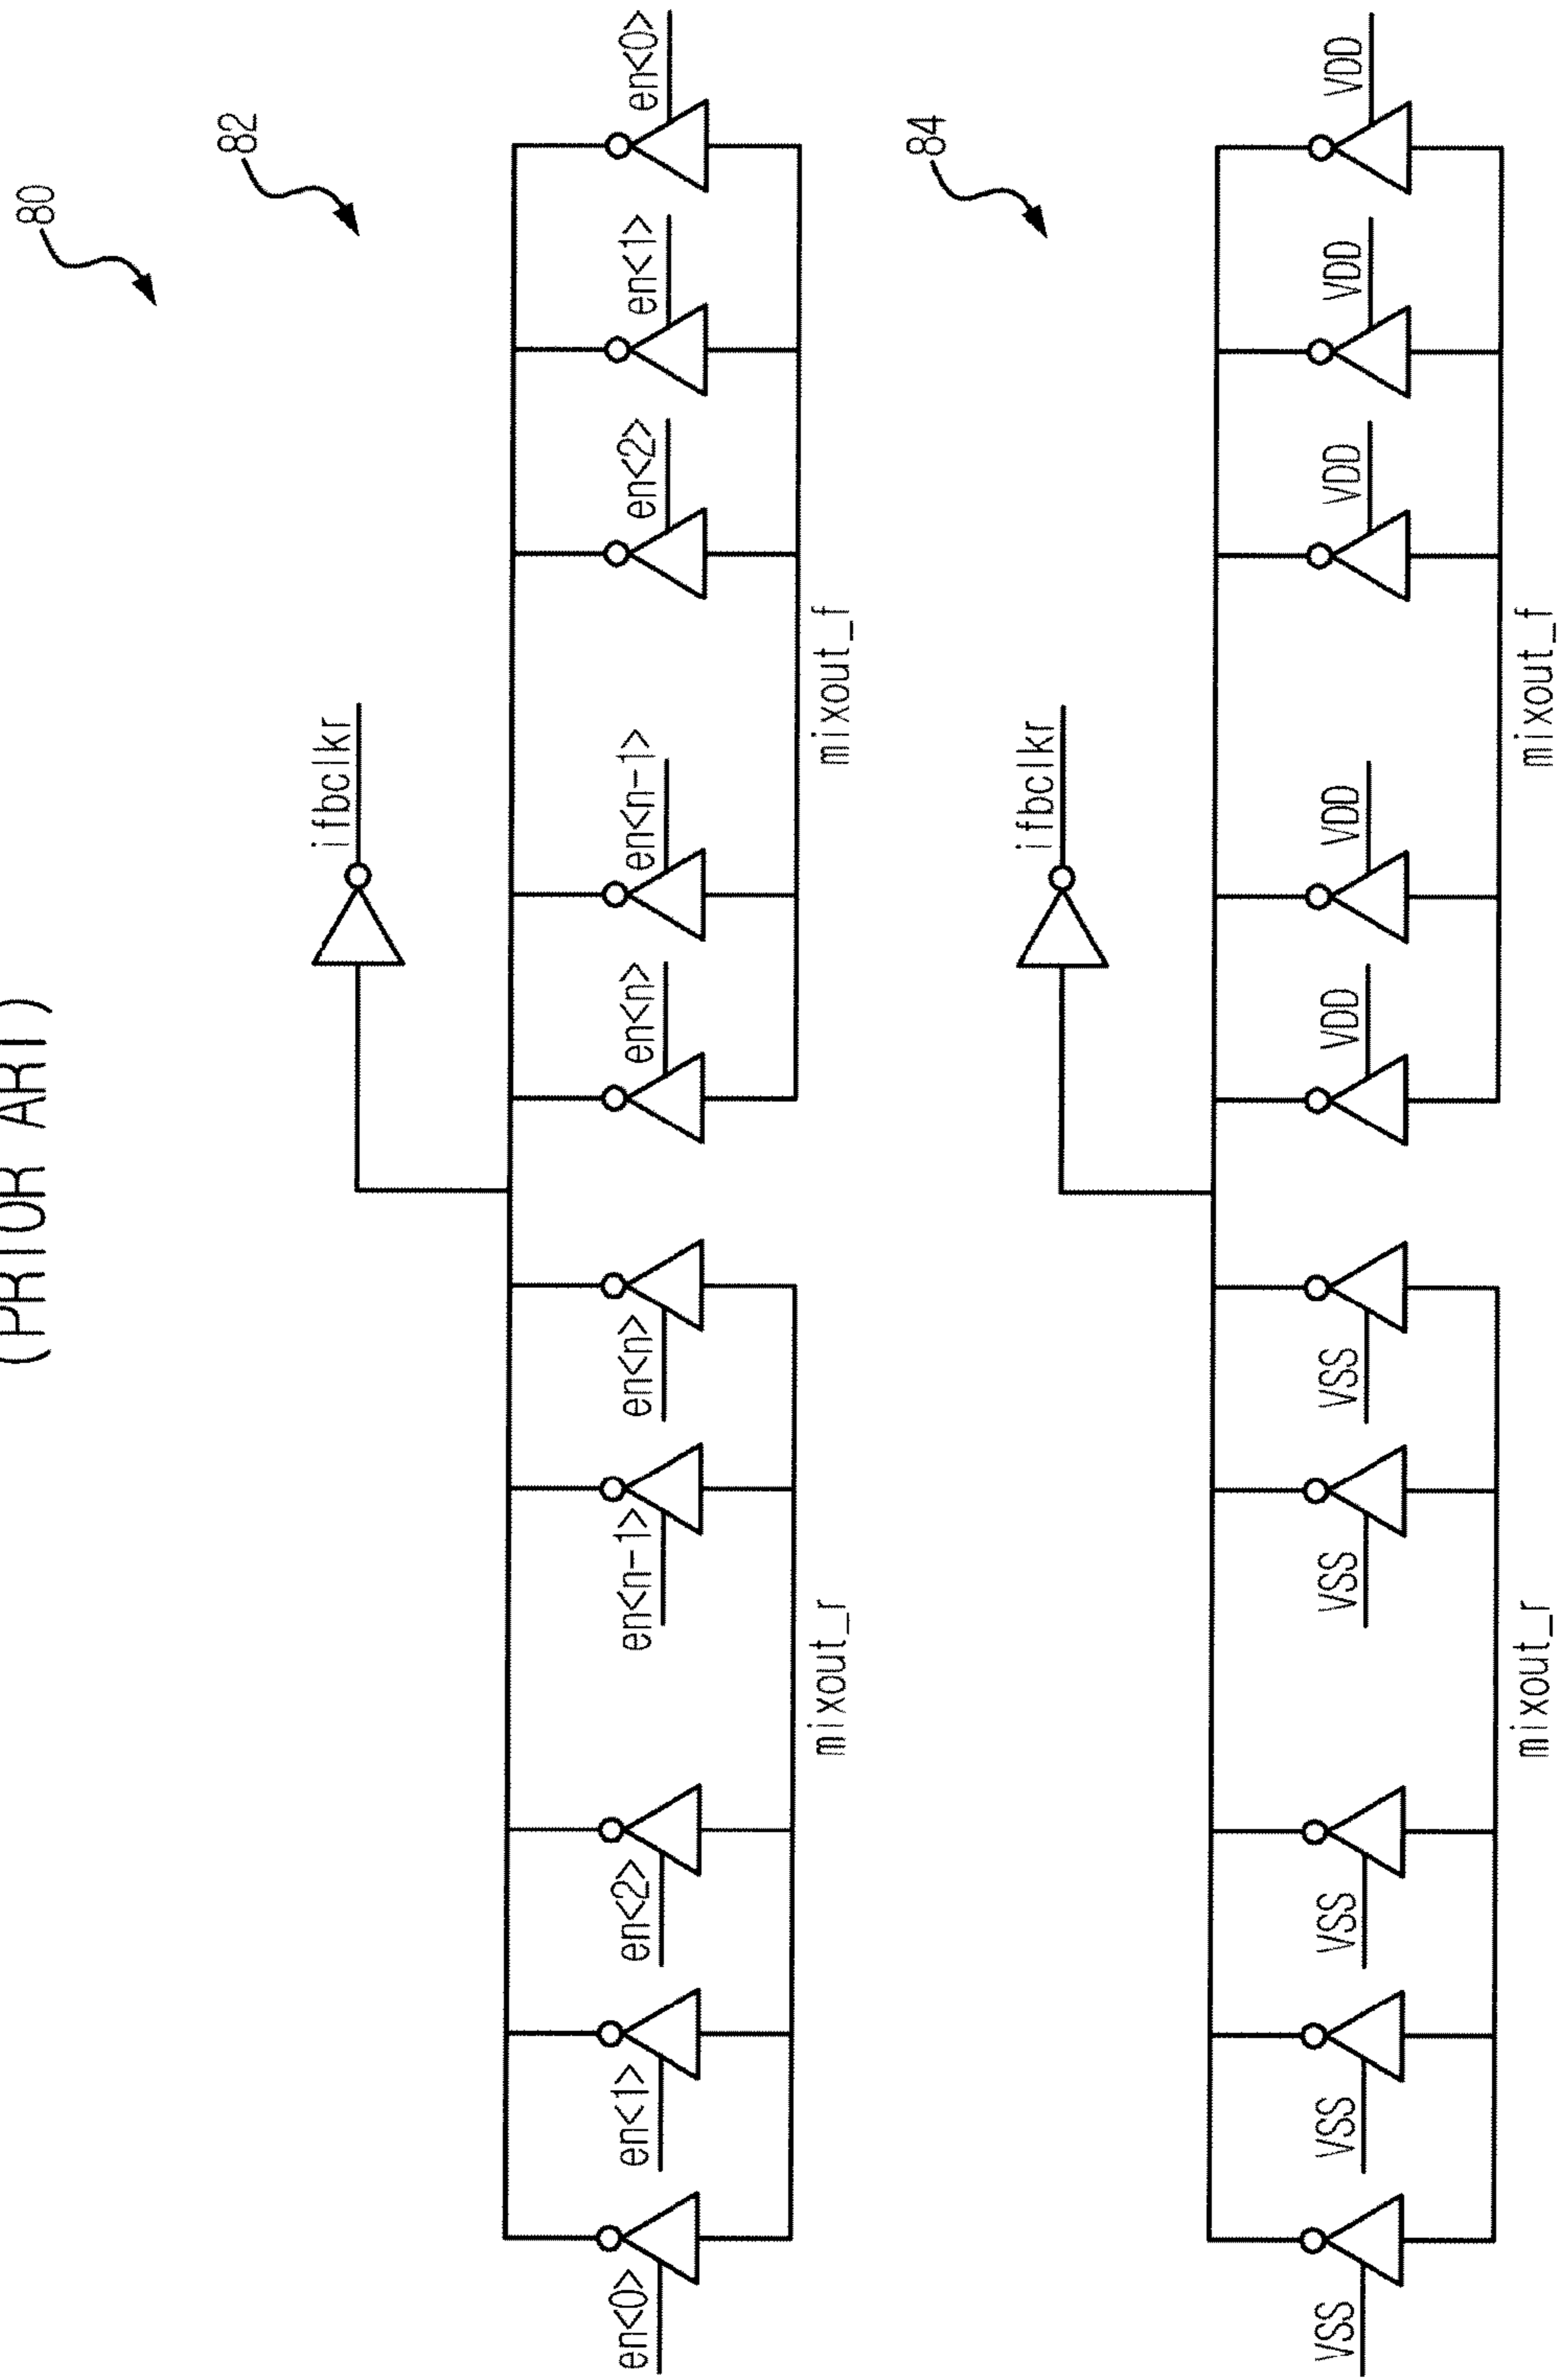 (PRIOR ART)
80
82
ifbclkr
en<0>
en<1>
en<2>
en<n-1>
en<n>
en<n>
en<n-1>
en<2>
en<1>
en<0>
mixout_r
mixout_f
84
ifbclkr
VSS
VSS
VSS
VSS
VSS
VDD
VDD
VDD
VDD
VDD
mixout_r
mixout_f